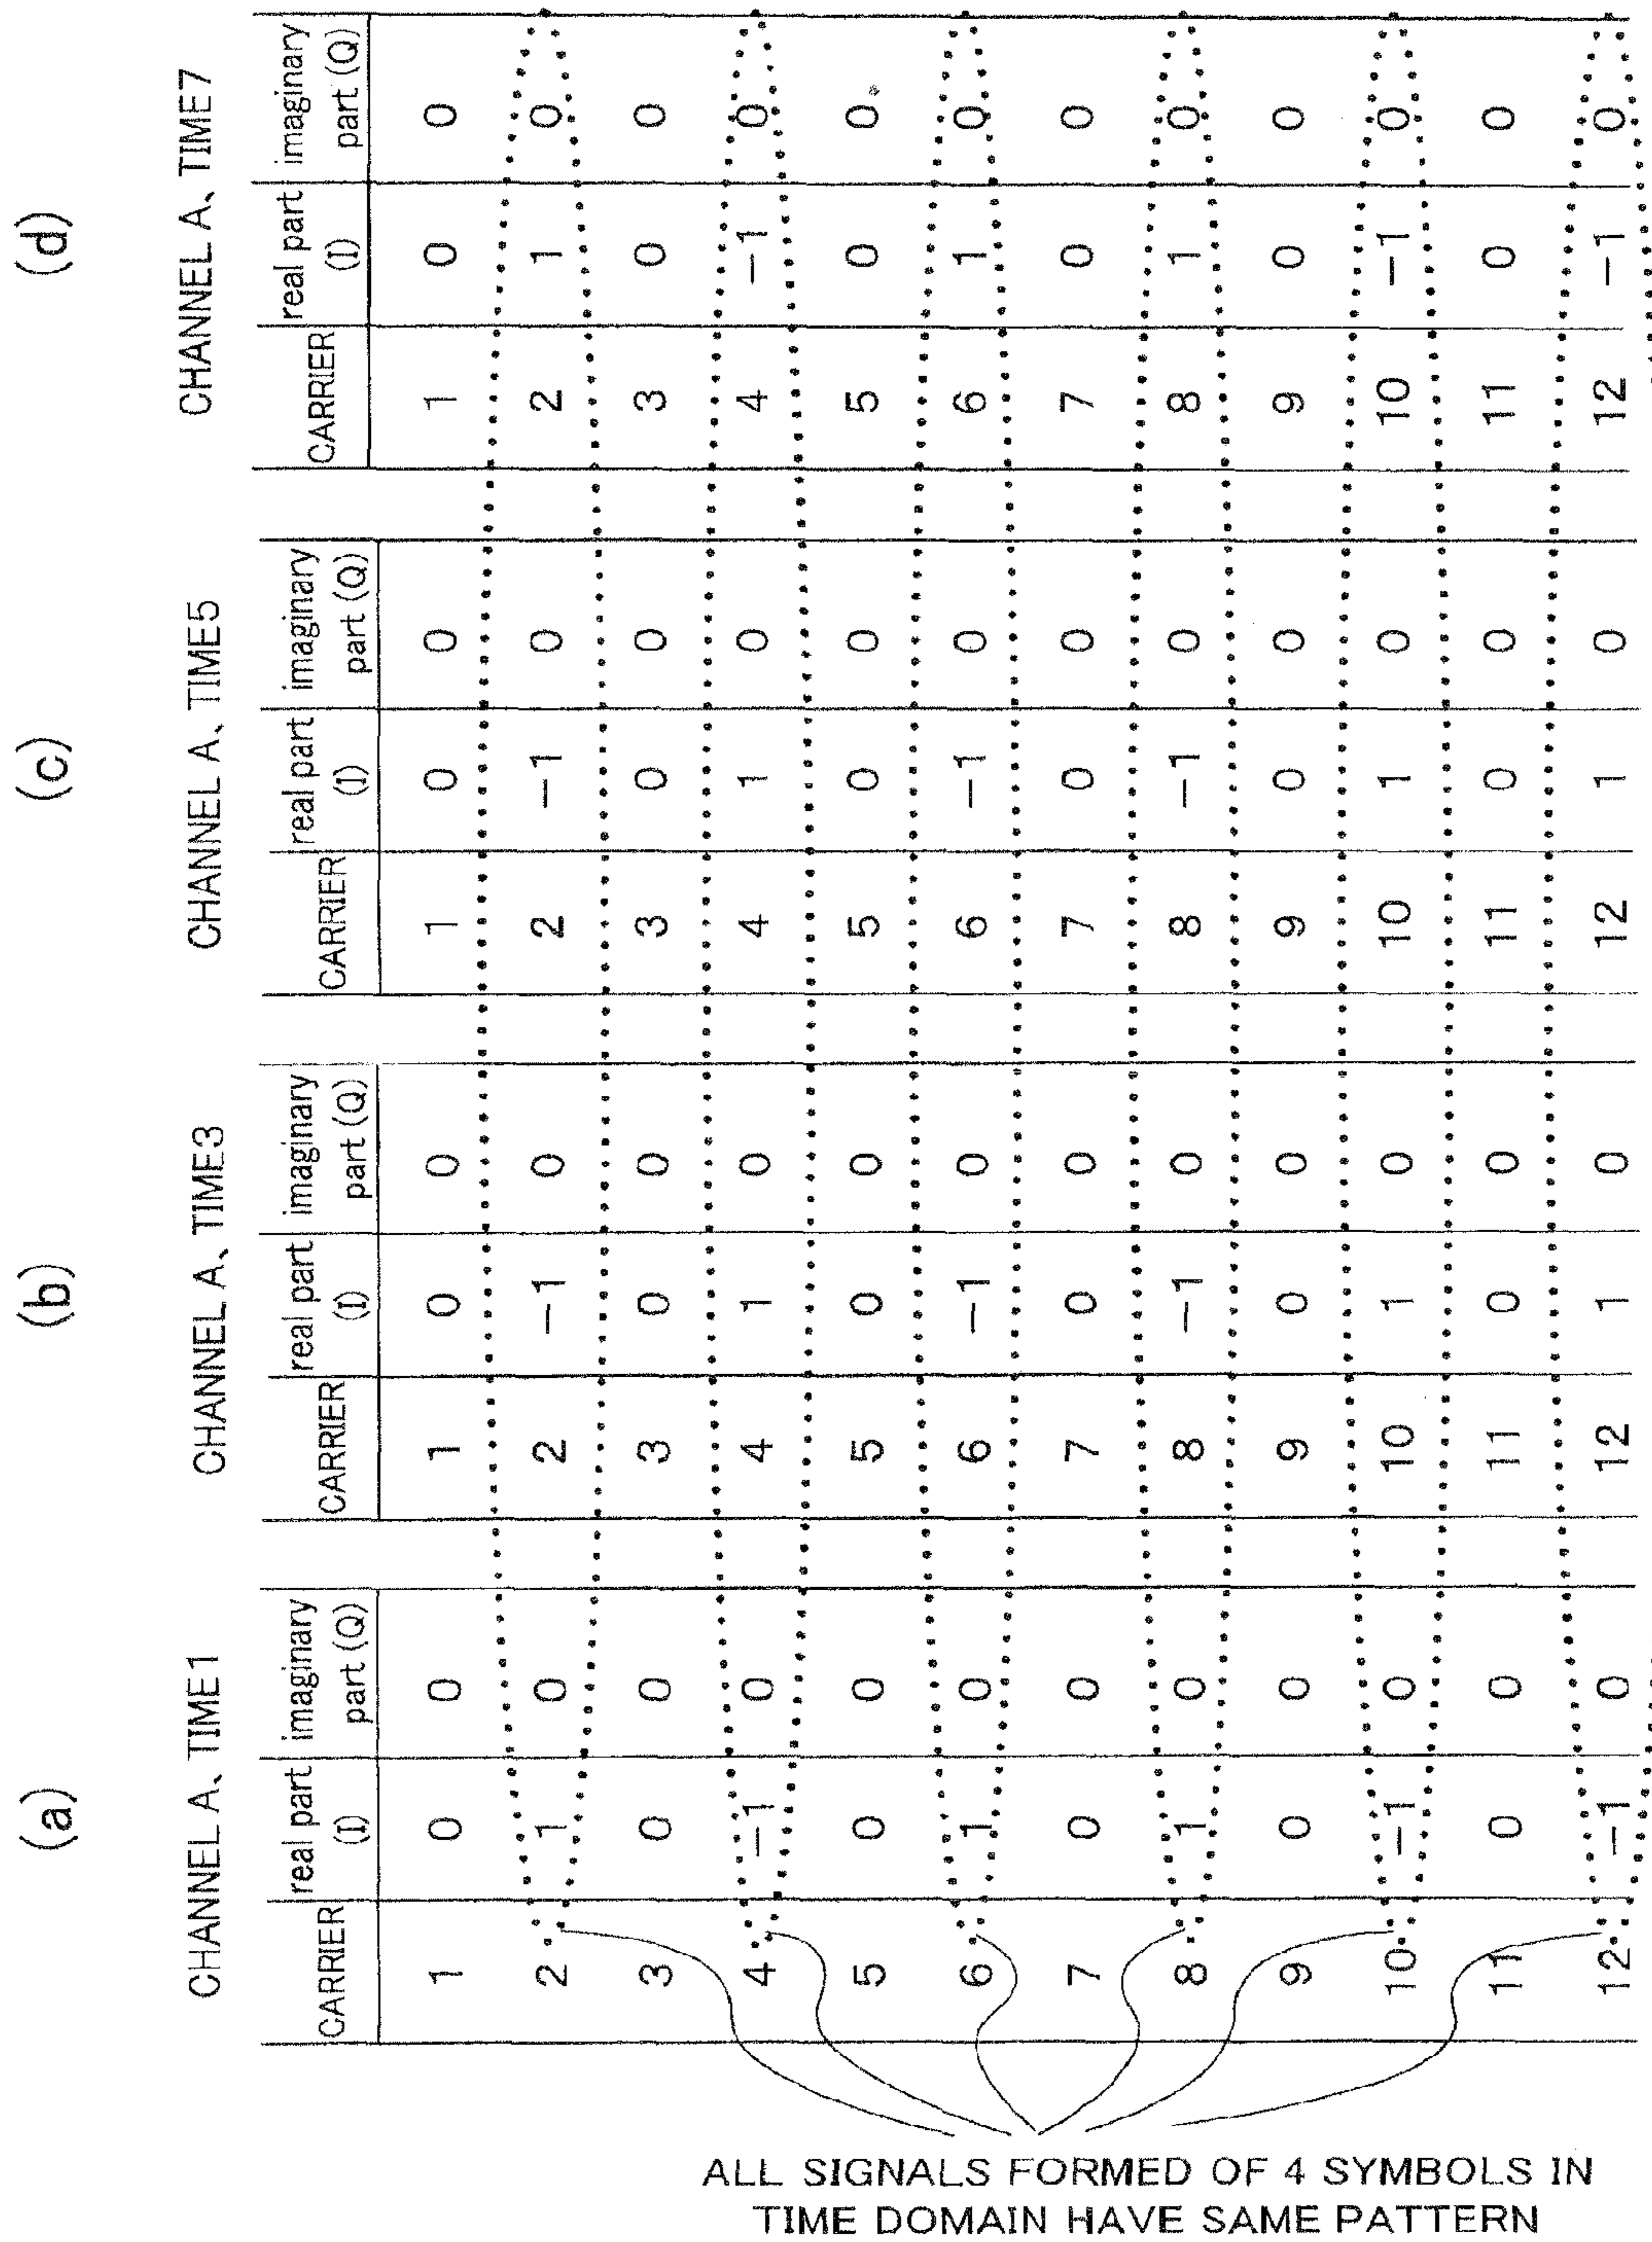 (a)
CHANNEL A、TIME1
CARRIER real part imaginary
(I) part (Q)
1 0 0
2 1 0
3 0 0
4 −1 0
5 0 0
6 1 0
7 0 0
8 1 0
9 0 0
10 −1 0
11 0 0
12 −1 0
(b)
CHANNEL A、TIME3
CARRIER real part imaginary
(I) part (Q)
1 0 0
2 −1 0
3 0 0
4 1 0
5 0 0
6 −1 0
7 0 0
8 −1 0
9 0 0
10 1 0
11 0 0
12 1 0
(c)
CHANNEL A、TIME5
CARRIER real part imaginary
(I) part (Q)
1 0 0
2 −1 0
3 0 0
4 1 0
5 0 0
6 −1 0
7 0 0
8 −1 0
9 0 0
10 1 0
11 0 0
12 1 0
(d)
CHANNEL A、TIME7
CARRIER real part imaginary
(I) part (Q)
1 0 0
2 1 0
3 0 0
4 −1 0
5 0 0
6 1 0
7 0 0
8 1 0
9 0 0
10 −1 0
11 0 0
12 −1 0
ALL SIGNALS FORMED OF 4 SYMBOLS IN
TIME DOMAIN HAVE SAME PATTERN